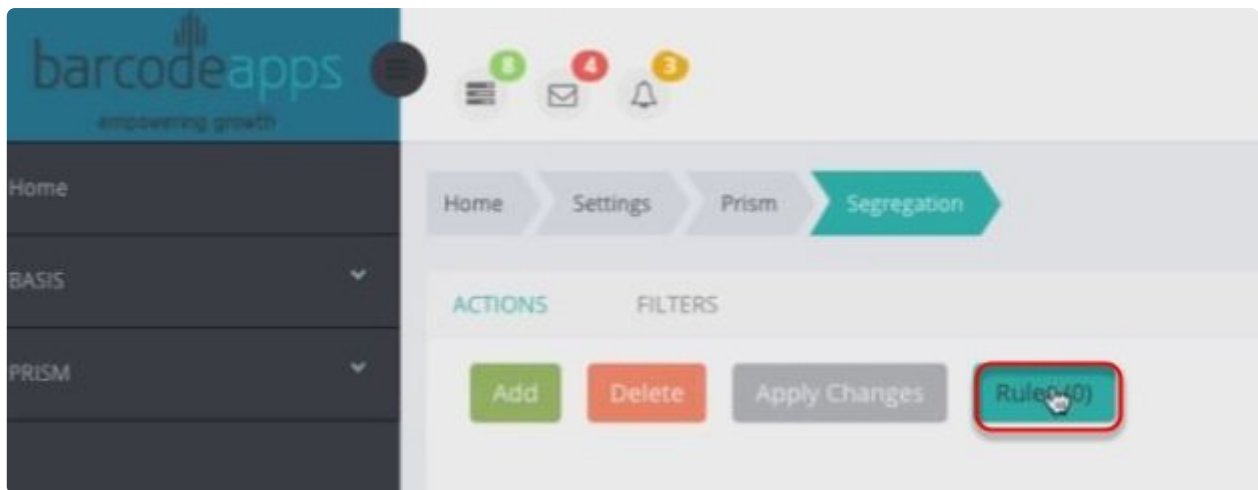 barcodeapps
empowering growth
8 4 3
Home
BASIS
PRISM
Home Settings Prism Segregation
ACTIONS FILTERS
Add Delete Apply Changes Rules (0)